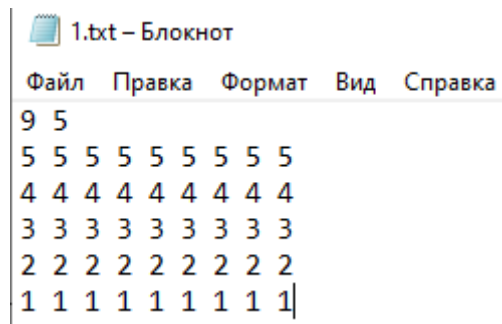 1.txt – Блокнот
Файл Правка Формат Вид Справка
9 5
5 5 5 5 5 5 5 5 5
4 4 4 4 4 4 4 4 4
3 3 3 3 3 3 3 3 3
2 2 2 2 2 2 2 2 2
1 1 1 1 1 1 1 1 1